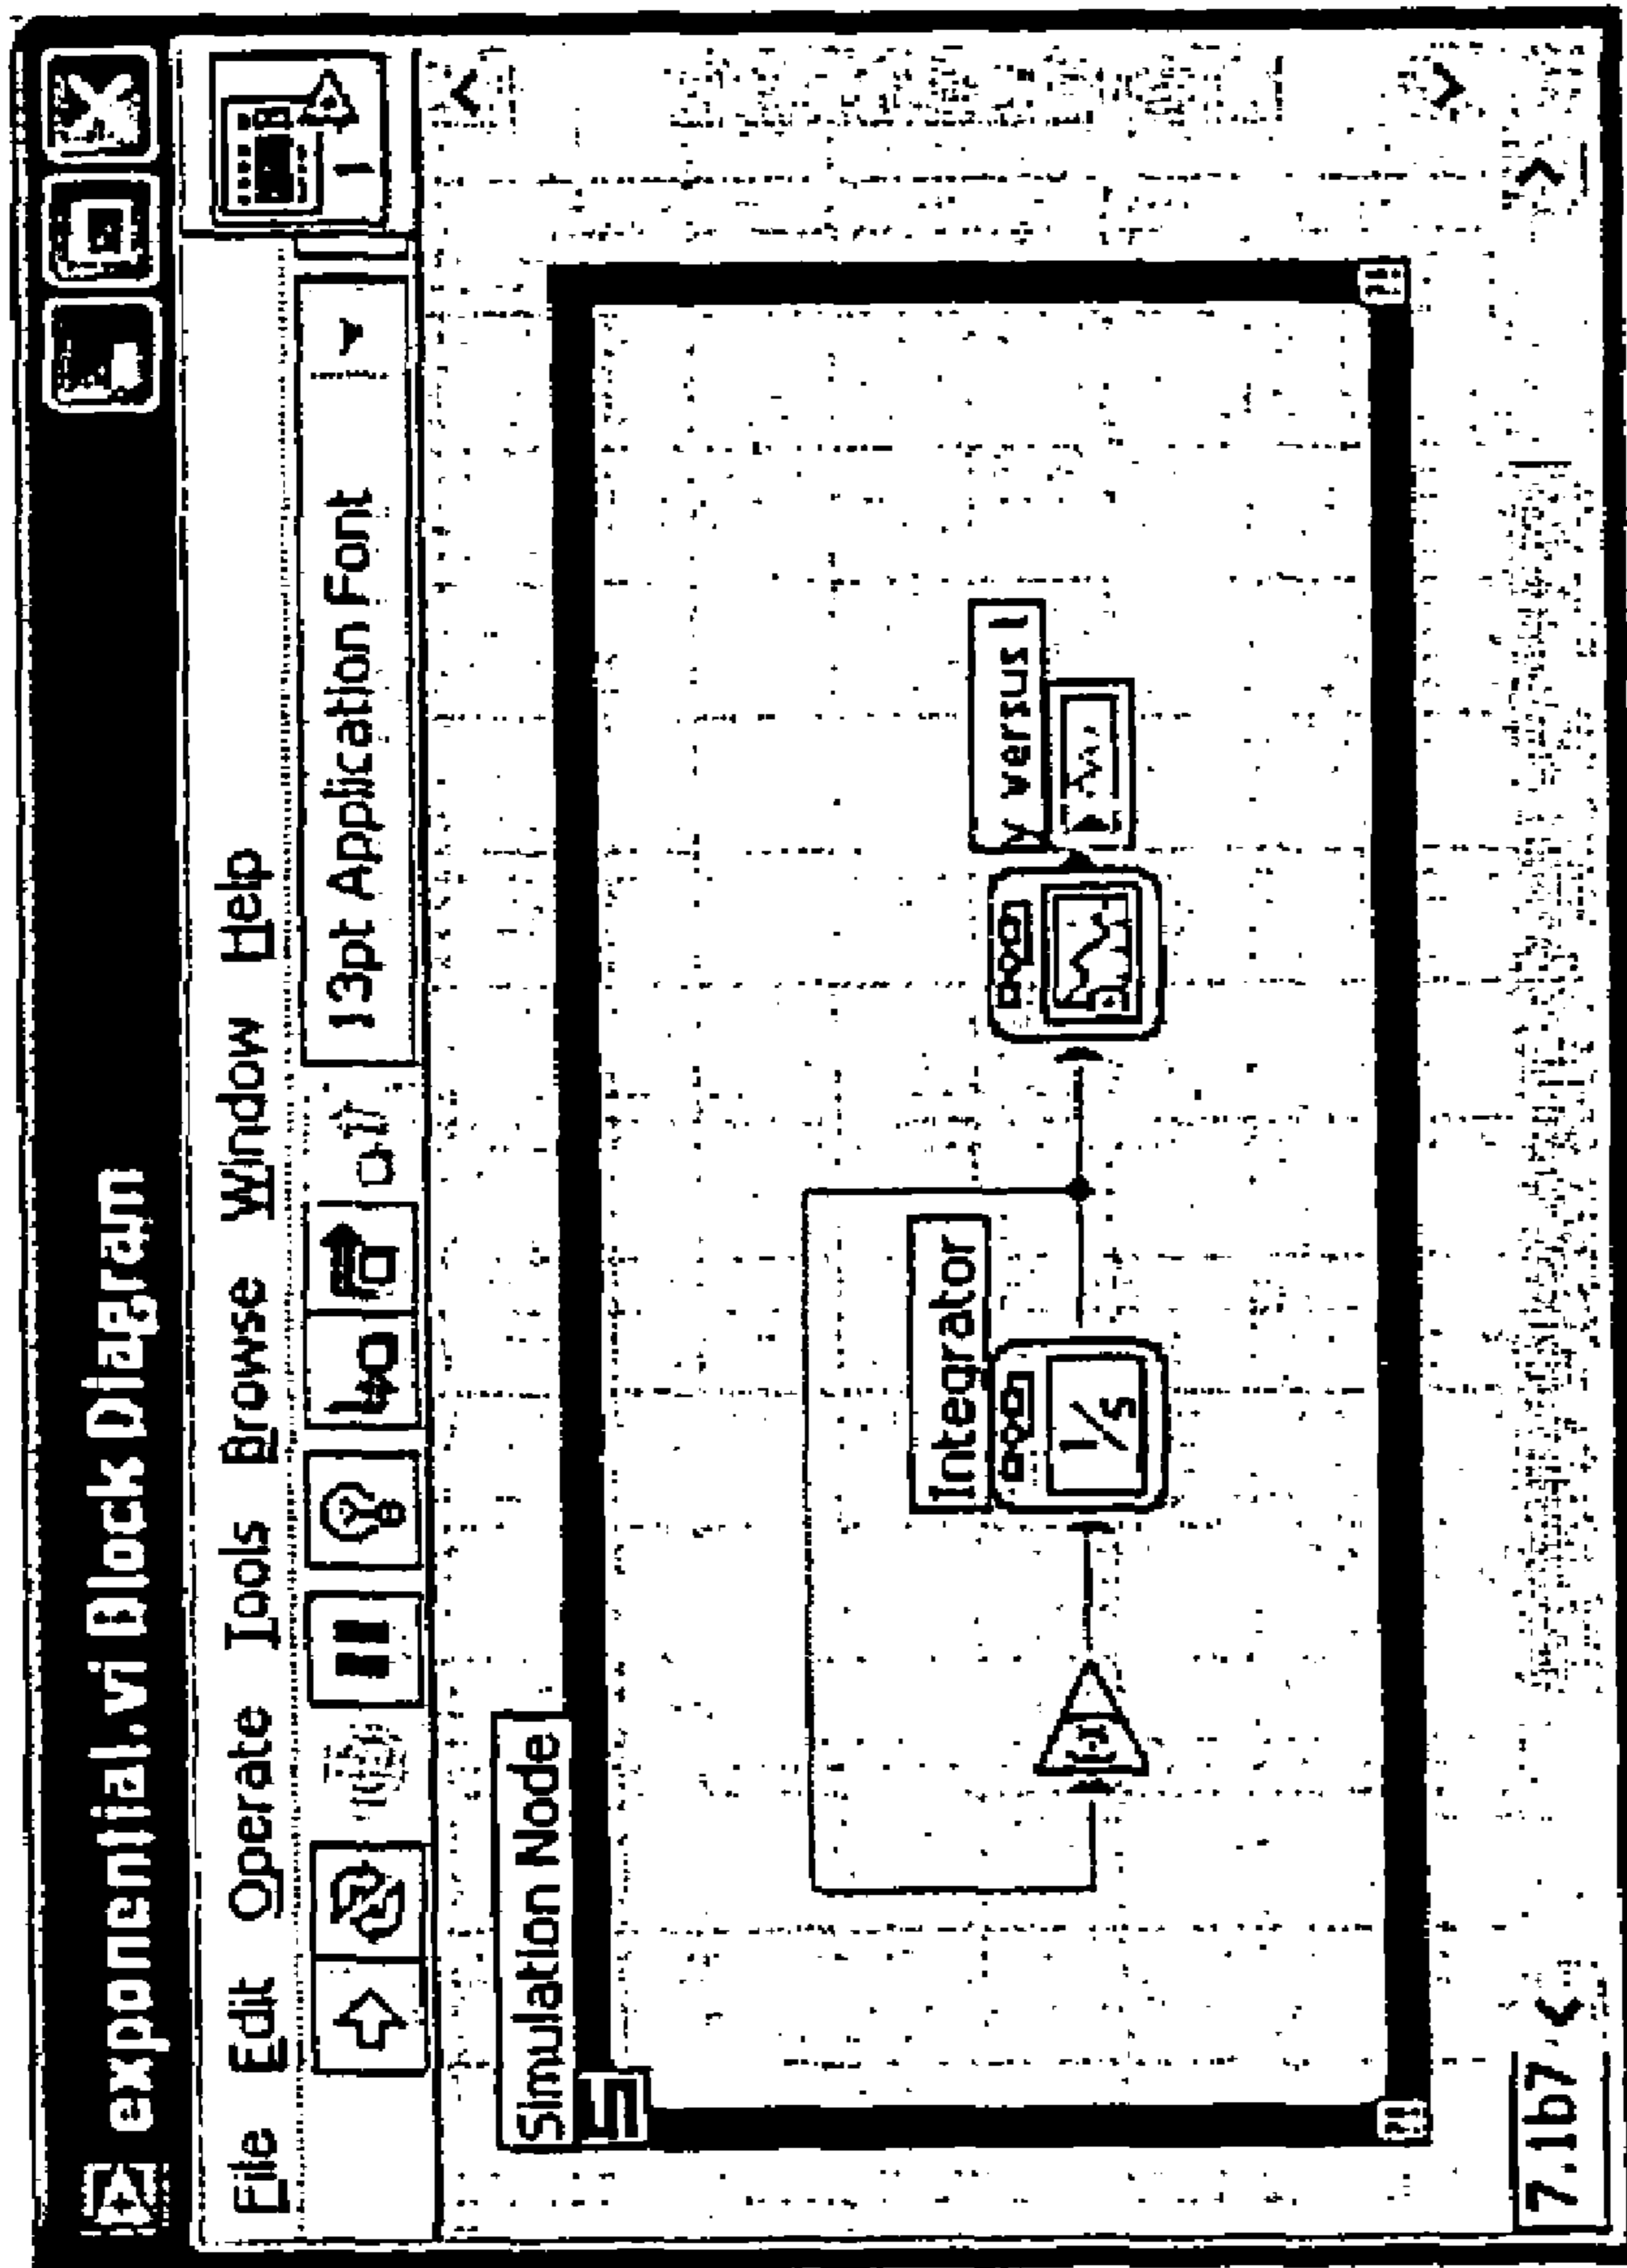 exponential.vi Block Diagram
File Edit Operate Tools Browse Window Help
13pt Application Font
1
Simulation Node
Integrator
1/s
y versus
7.1b7